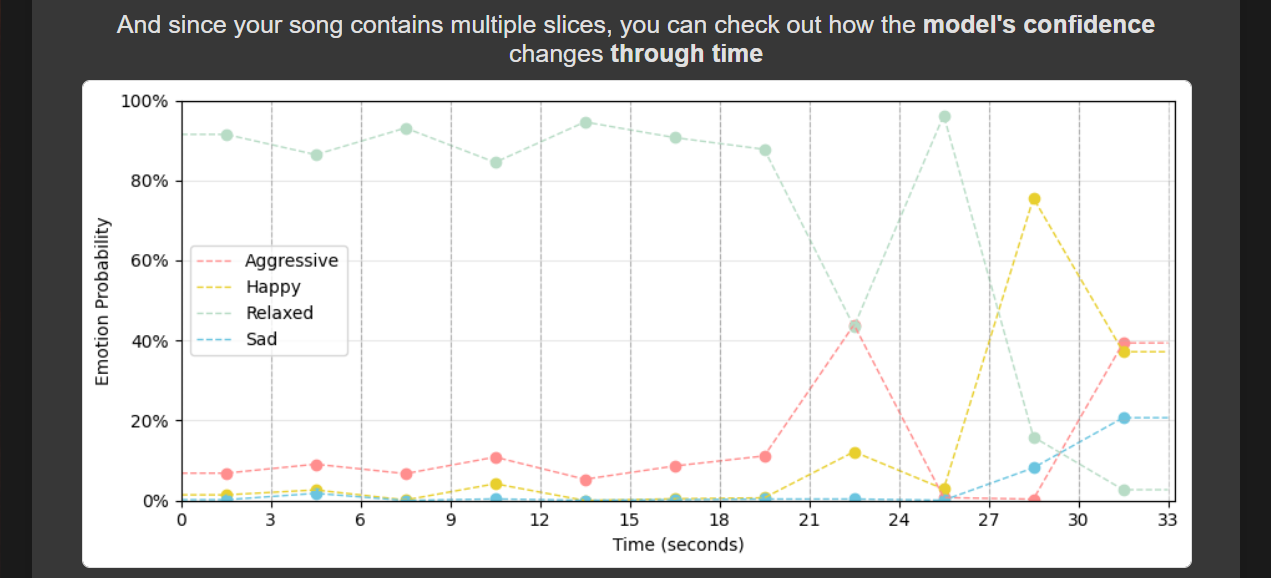 And since your song contains multiple slices, you can check out how the model's confidence
changes through time
100%
80%
60%
40%
20%
0%
Emotion Probability
Aggressive
Happy
Relaxed
Sad
0 3 6 9 12 15 18 21 24 27 30 33
Time (seconds)